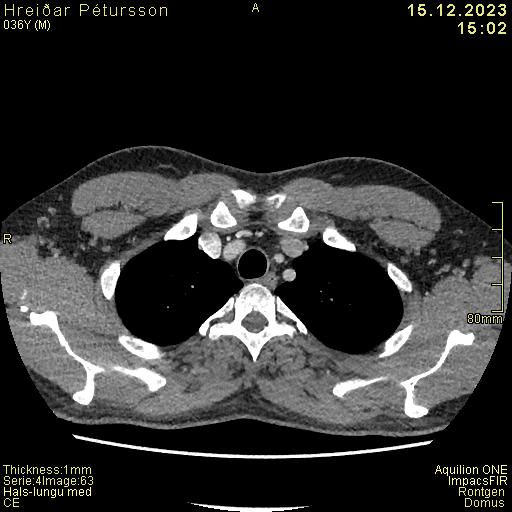 Hreiðar Pétursson
036Y (M)
A
15.12.2023
15:02
R
80mm
Thickness:1mm
Serie:4Image:63
Hals-lungu med
CE
Aquilion ONE
ImpacsFIR
Rontgen
Domus